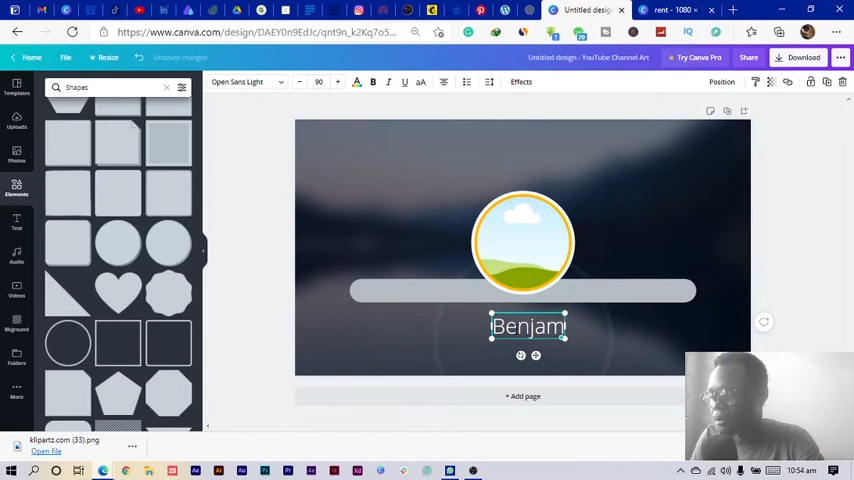 Untitled design
rent - 1080 ×
https://www.canva.com/design/DAEY0n9EdJc/qnt9n_k2Kq7o5...
Home
File
Resize
Unsaved changes
Untitled design - YouTube Channel Art
Try Canva Pro
Share
Download
Templates
Uploads
Photos
Elements
Text
Audio
Videos
Bkground
Folders
More
Shapes
Open Sans Light
90
A
B
I
U
aA
Effects
Position
Benjam
+ Add page
klipartz.com (33).png
Open file
10:54 am